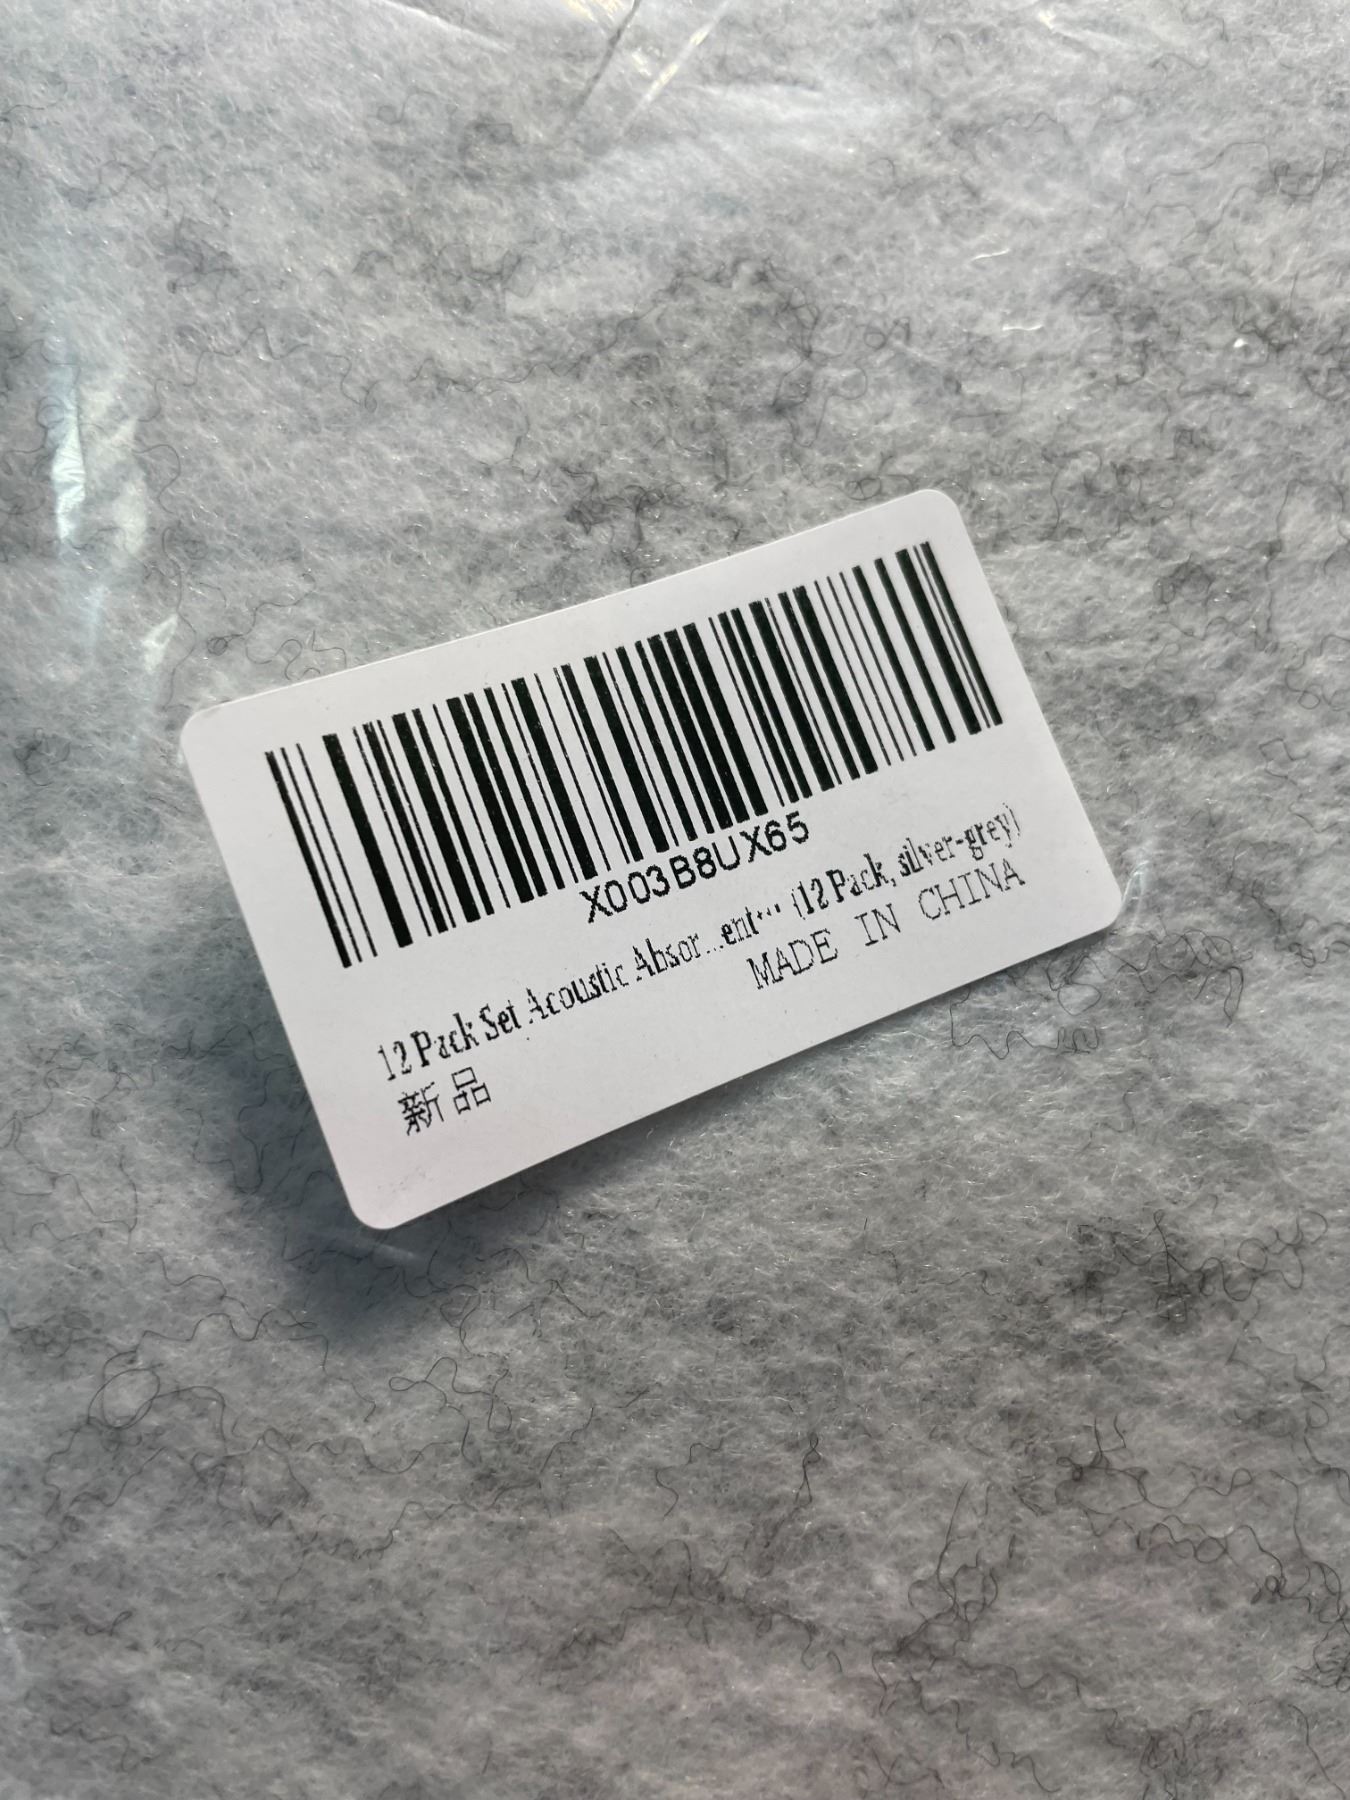 X003B8UX65
12 Pack Set Acoustic Absor...ent··· (12 Pack, silver-grey)
新品
MADE IN CHINA